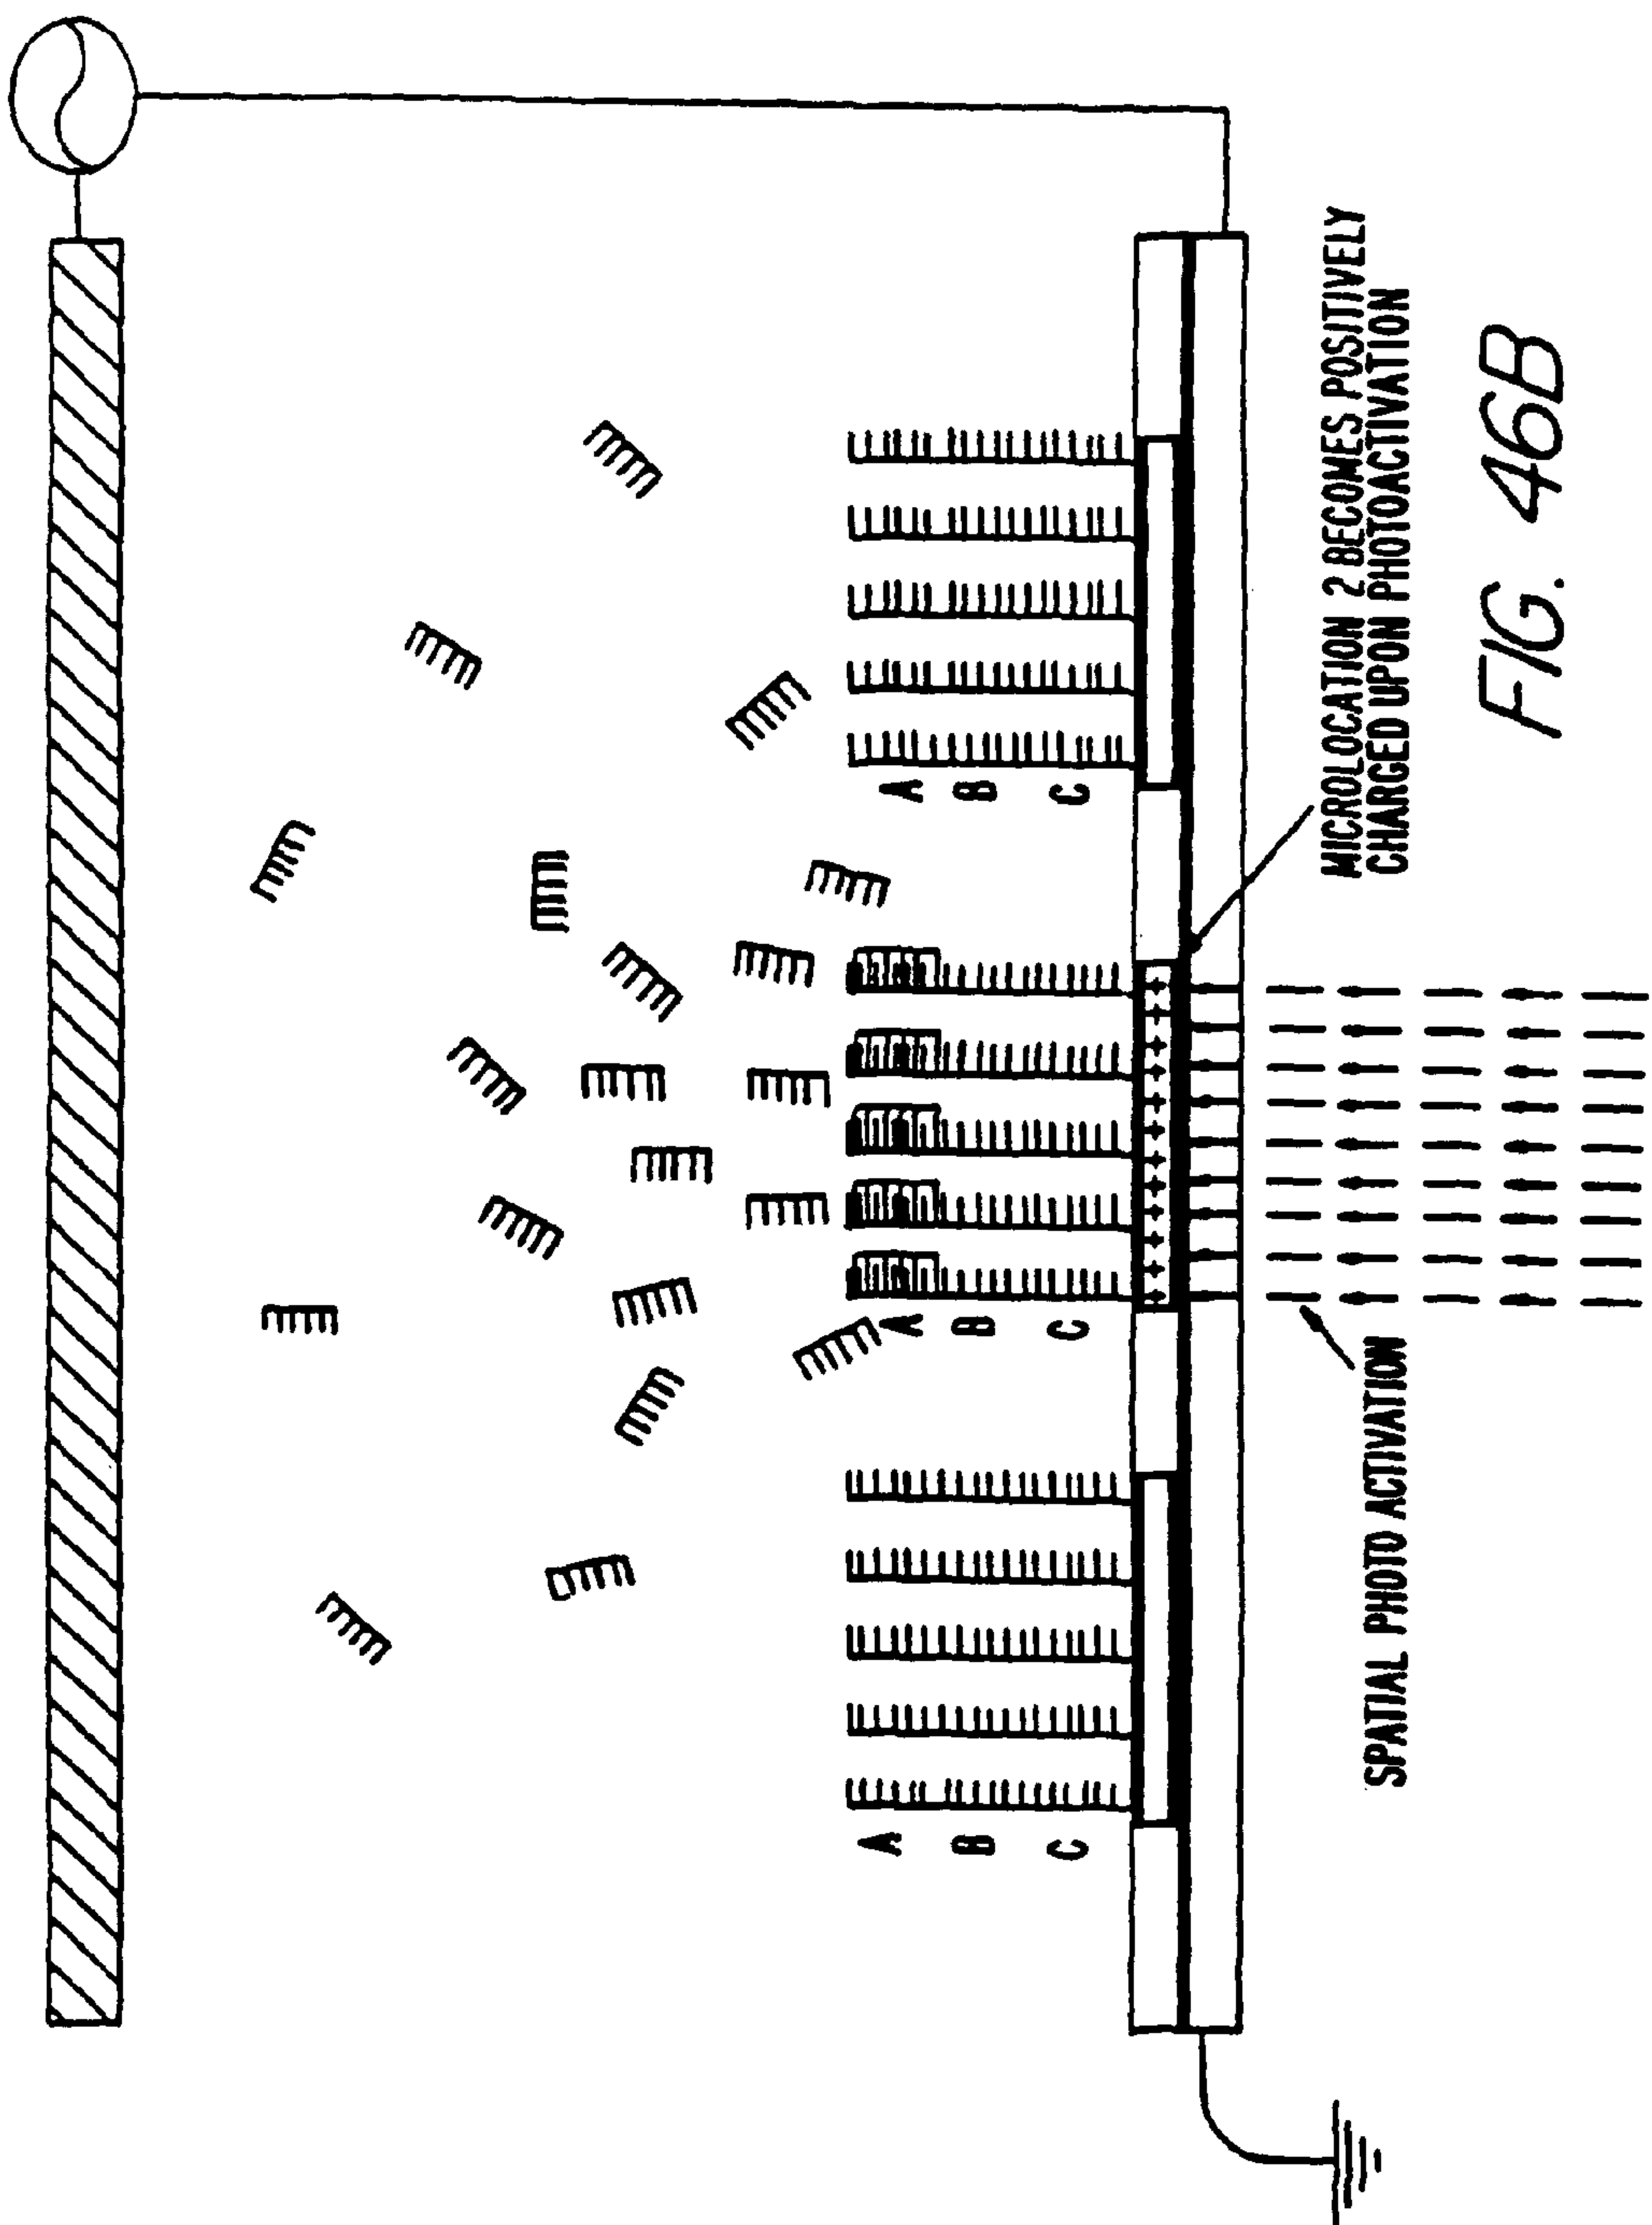 A
B
C
A
B
C
A
B
C
SPATIAL PHOTO ACTIVATION
MICROLOCATION 2 BECOMES POSITIVELY
CHARGED UPON PHOTOACTIVATION
FIG. 46B